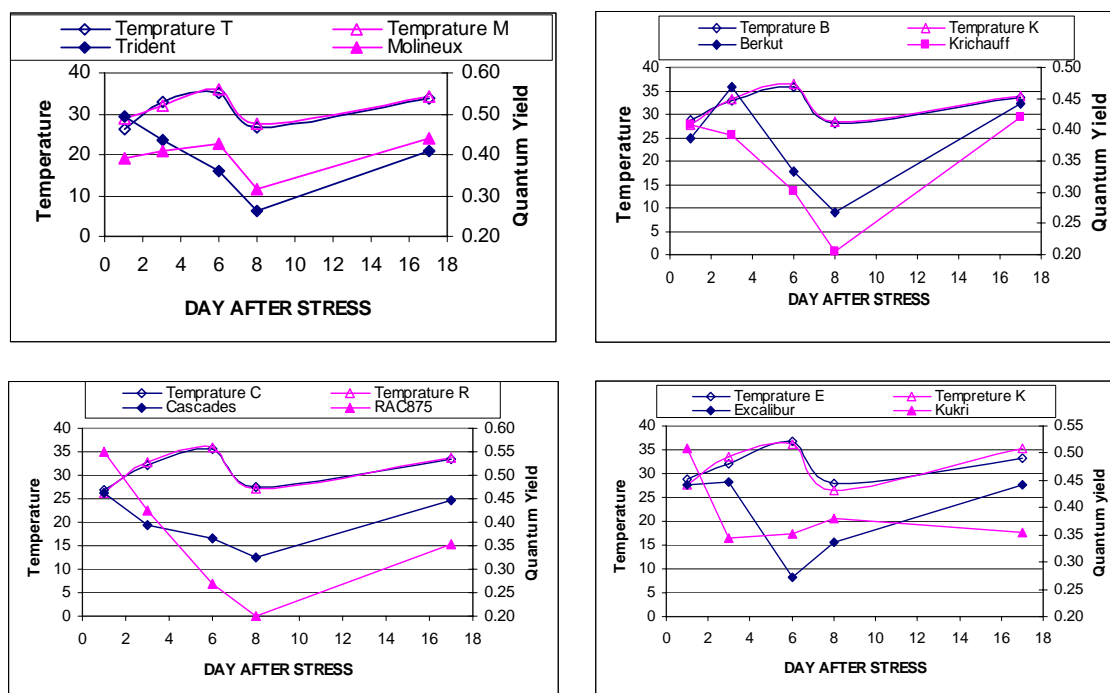 Temprature T Temprature M
Trident Molineux
40 0.60
30 0.50
20 0.40
10 0.30
0 0.20
0 2 4 6 8 10 12 14 16 18
Temperature
Quantum Yield
DAY AFTER STRESS
Temprature B Temprature K
Berkut Krichauff
40 0.50
35 0.45
30 0.40
25 0.35
20 0.30
15 0.25
10 0.20
5
0
0 2 4 6 8 10 12 14 16 18
Temperature
Quantum Yield
DAY AFTER STRESS
Temprature C Temprature R
Cascades RAC875
40 0.60
35 0.55
30 0.50
25 0.45
20 0.40
15 0.35
10 0.30
5 0.25
0 0.20
0 2 4 6 8 10 12 14 16 18
Temperature
Quantum Yield
DAY AFTER STRESS
Temprature E Tempreture K
Excalibur Kukri
40 0.55
35 0.50
30 0.45
25 0.40
20 0.35
15 0.30
10 0.25
5 0.20
0
0 2 4 6 8 10 12 14 16 18
Temperature
Quantum yield
DAY AFTER STRESS